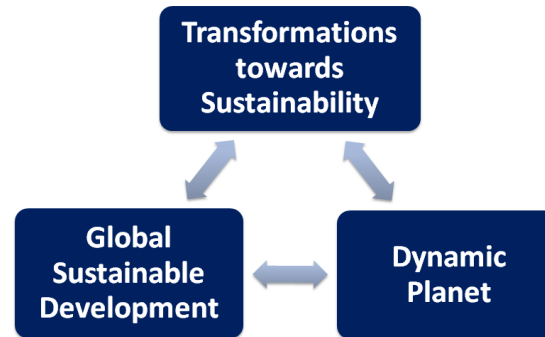 Transformations
towards
Sustainability
Global
Sustainable
Development
Dynamic
Planet